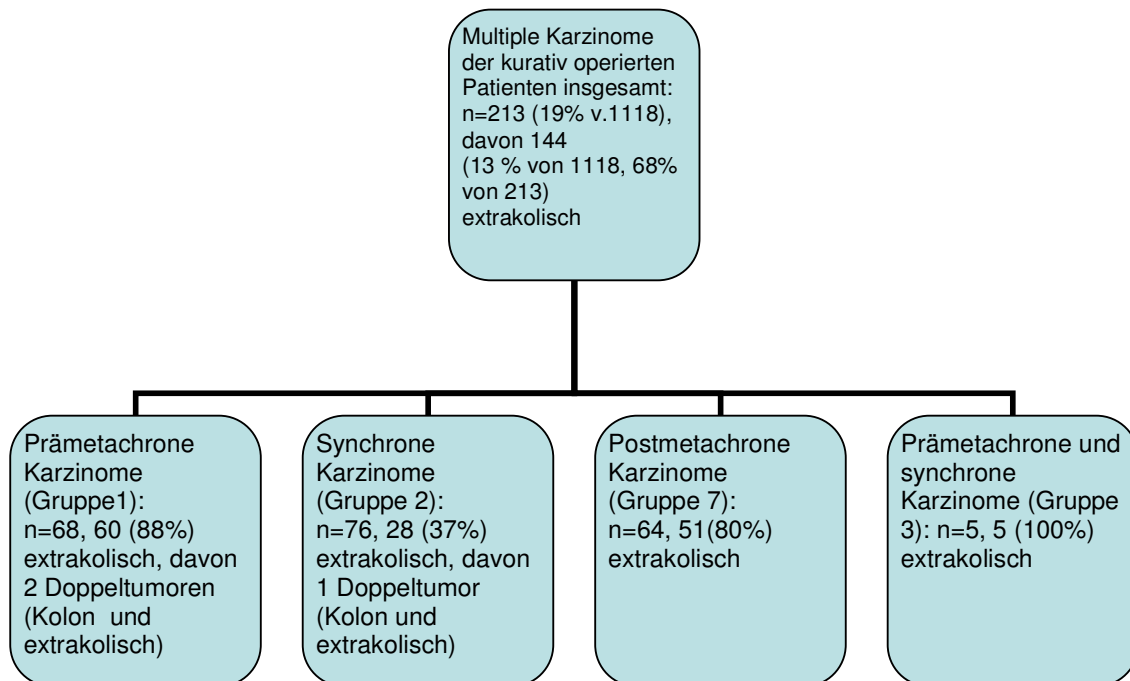 Multiple Karzinome
der kurativ operierten
Patienten insgesamt:
n=213 (19% v.1118),
davon 144
(13 % von 1118, 68%
von 213)
extrakolisch
Prämetachrone
Karzinome
(Gruppe1):
n=68, 60 (88%)
extrakolisch, davon
2 Doppeltumoren
(Kolon und
extrakolisch)
Synchrone
Karzinome
(Gruppe 2):
n=76, 28 (37%)
extrakolisch, davon
1 Doppeltumor
(Kolon und
extrakolisch)
Postmetachrone
Karzinome
(Gruppe 7):
n=64, 51(80%)
extrakolisch
Prämetachrone und
synchrone
Karzinome (Gruppe
3): n=5, 5 (100%)
extrakolisch